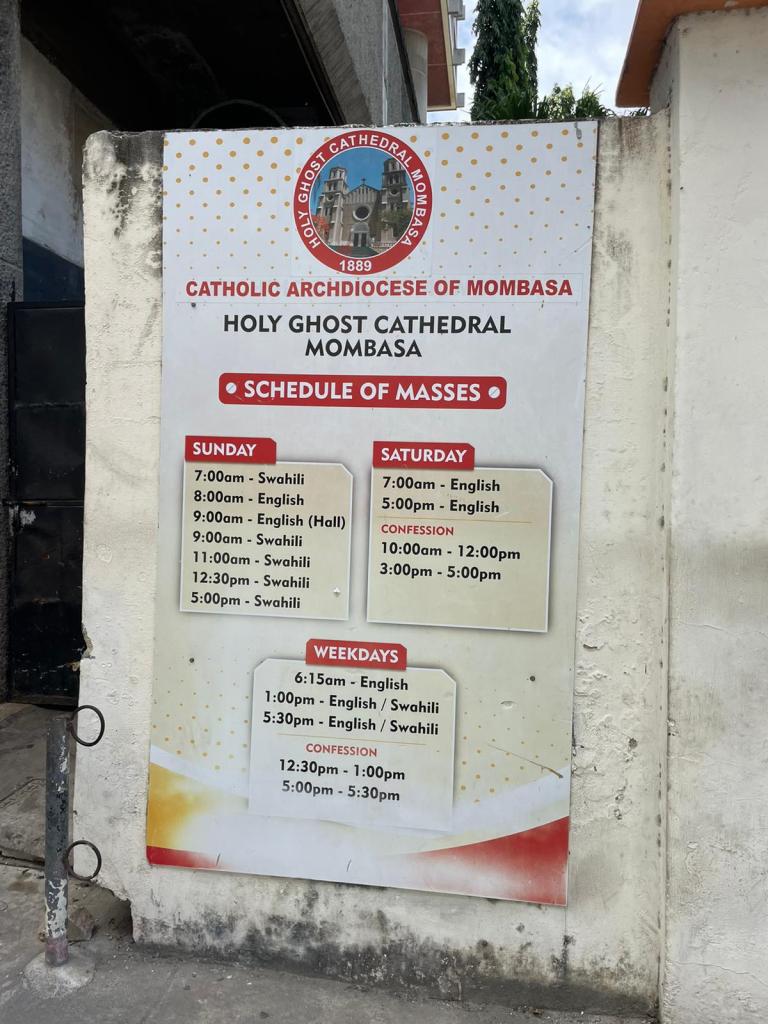 HOLY GHOST CATHEDRAL MOMBASA
1889
CATHOLIC ARCHDIOCESE OF MOMBASA
HOLY GHOST CATHEDRAL
MOMBASA
SCHEDULE OF MASSES
SUNDAY
7:00am - Swahili
8:00am - English
9:00am - English (Hall)
9:00am - Swahili
11:00am - Swahili
12:30pm - Swahili
5:00pm - Swahili
SATURDAY
7:00am - English
5:00pm - English
CONFESSION
10:00am - 12:00pm
3:00pm - 5:00pm
WEEKDAYS
6:15am - English
1:00pm - English / Swahili
5:30pm - English / Swahili
CONFESSION
12:30pm - 1:00pm
5:00pm - 5:30pm